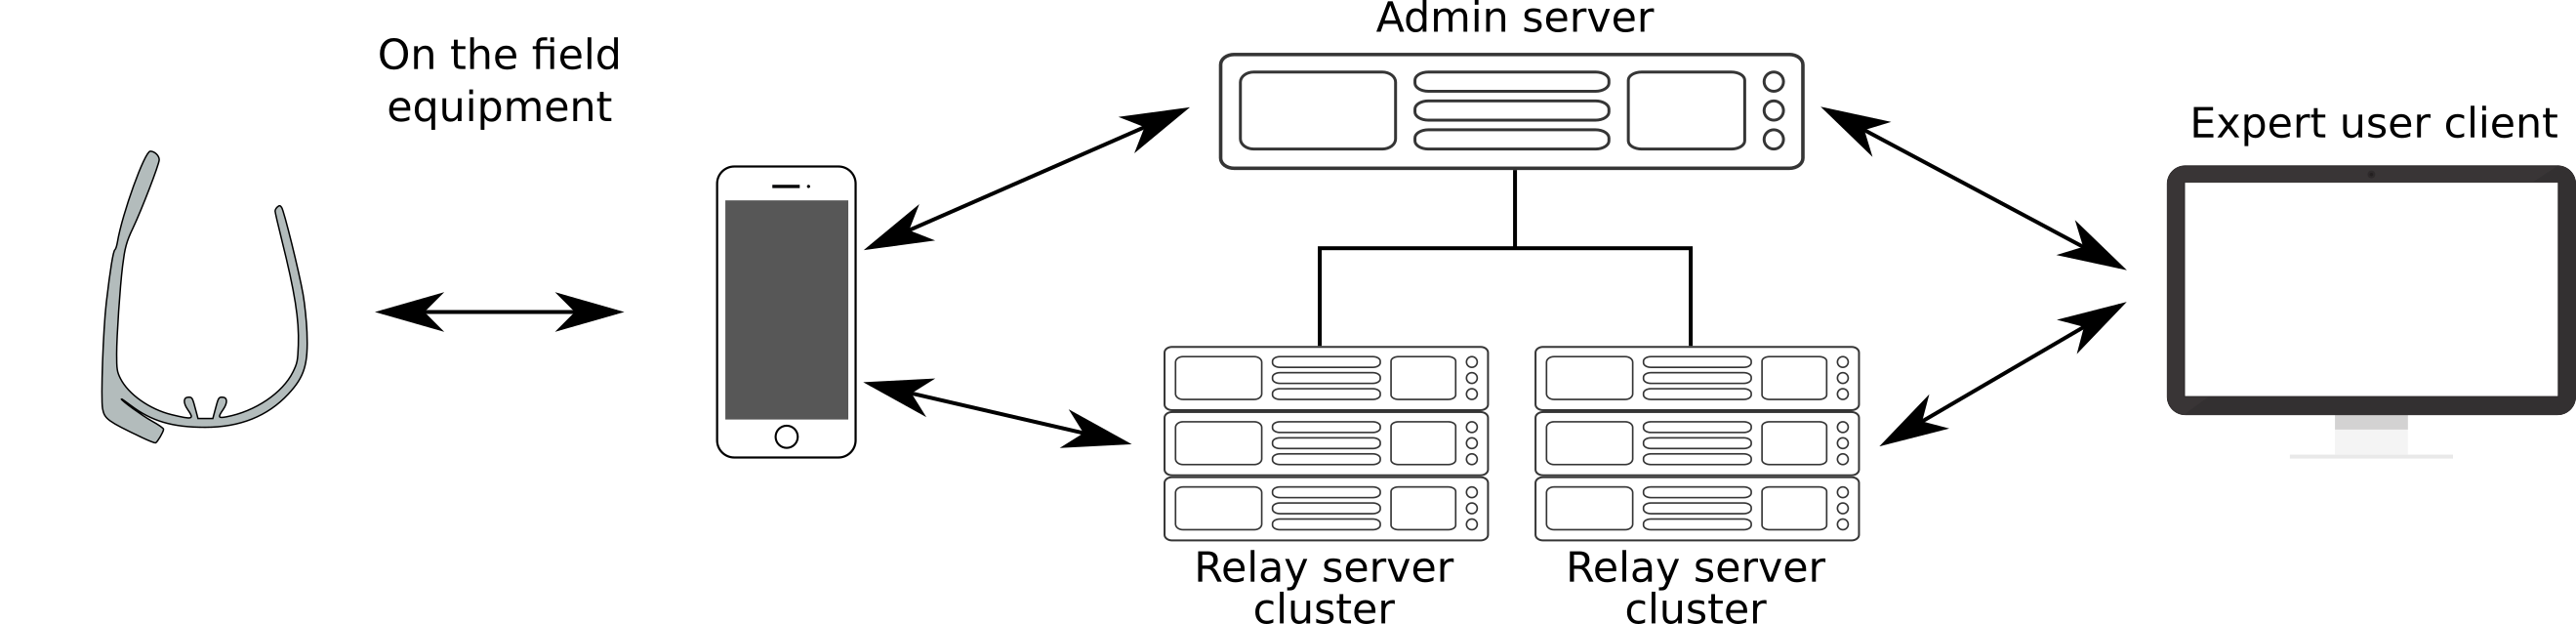 On the field
equipment
Admin server
Expert user client
Relay server
cluster
Relay server
cluster